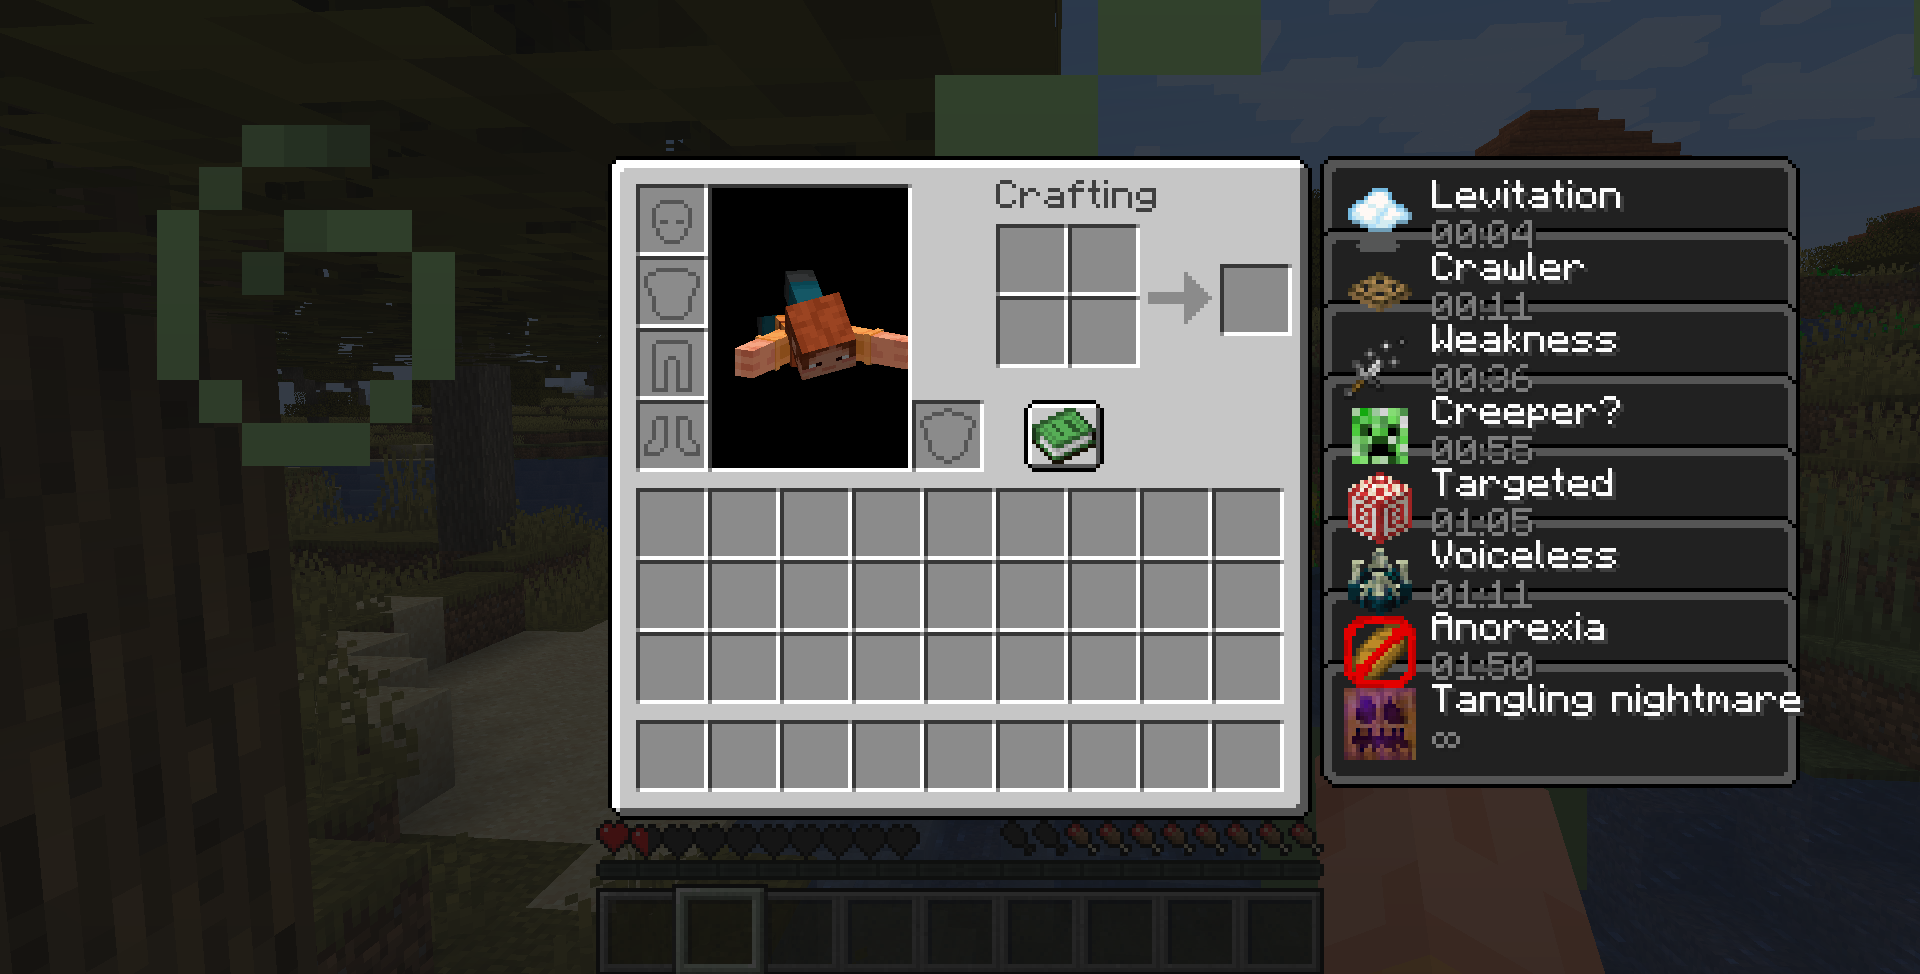 Crafting
Levitation
00:04
Crawler
00:11
Weakness
00:36
Creeper?
00:55
Targeted
01:05
Voiceless
01:11
Anorexia
01:50
Tangling nightmare
∞